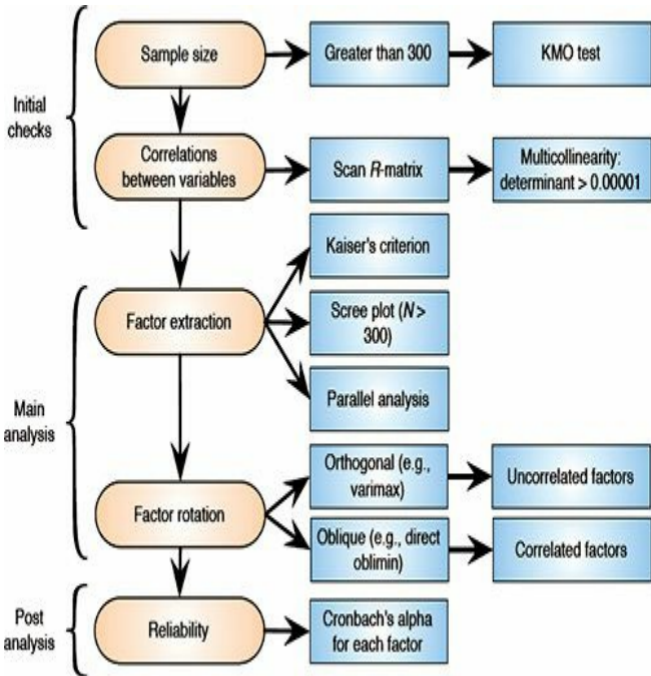 Sample size
Greater than 300
KMO test
Initial
checks
Correlations
between variables
Scan R-matrix
Multicollinearity:
determinant > 0.00001
Kaiser's criterion
Factor extraction
Scree plot (N >
300)
Parallel analysis
Main
analysis
Orthogonal (e.g.,
varimax)
Uncorrelated factors
Factor rotation
Oblique (e.g., direct
oblimin)
Correlated factors
Post
analysis
Reliability
Cronbach's alpha
for each factor